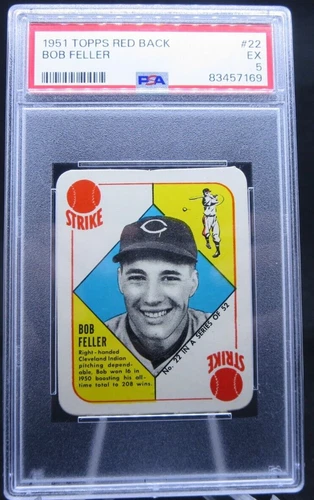 1951 TOPPS RED BACK #22
BOB FELLER EX
5
PSA 83457169
STRIKE
C
BOB
FELLER
Right-handed
Cleveland Indian
pitching depend-
able, Bob won 16 in
1950 boosting his all-
time total to 208 wins.
No. 22 IN A SERIES OF 52
STRIKE